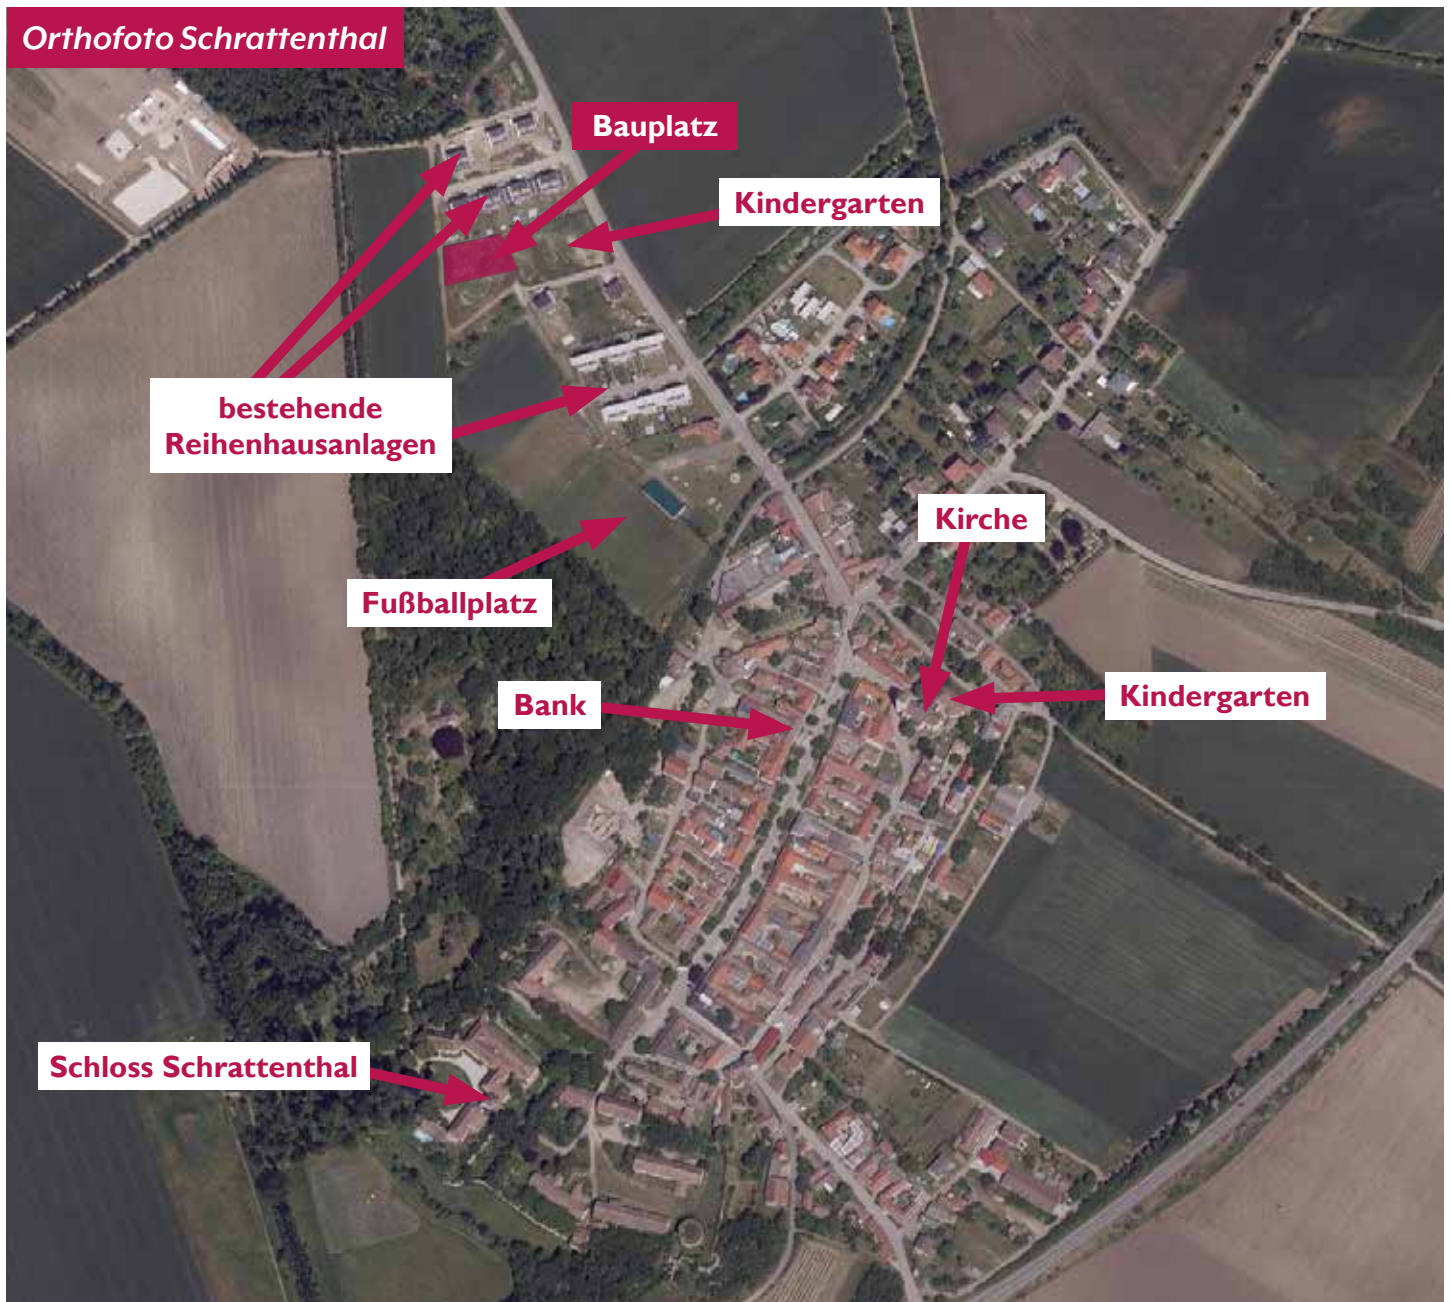 Orthofoto Schrattenthal
Bauplatz
Kindergarten
bestehende
Reihenhausanlagen
Kirche
Fußballplatz
Bank
Kindergarten
Schloss Schrattenthal